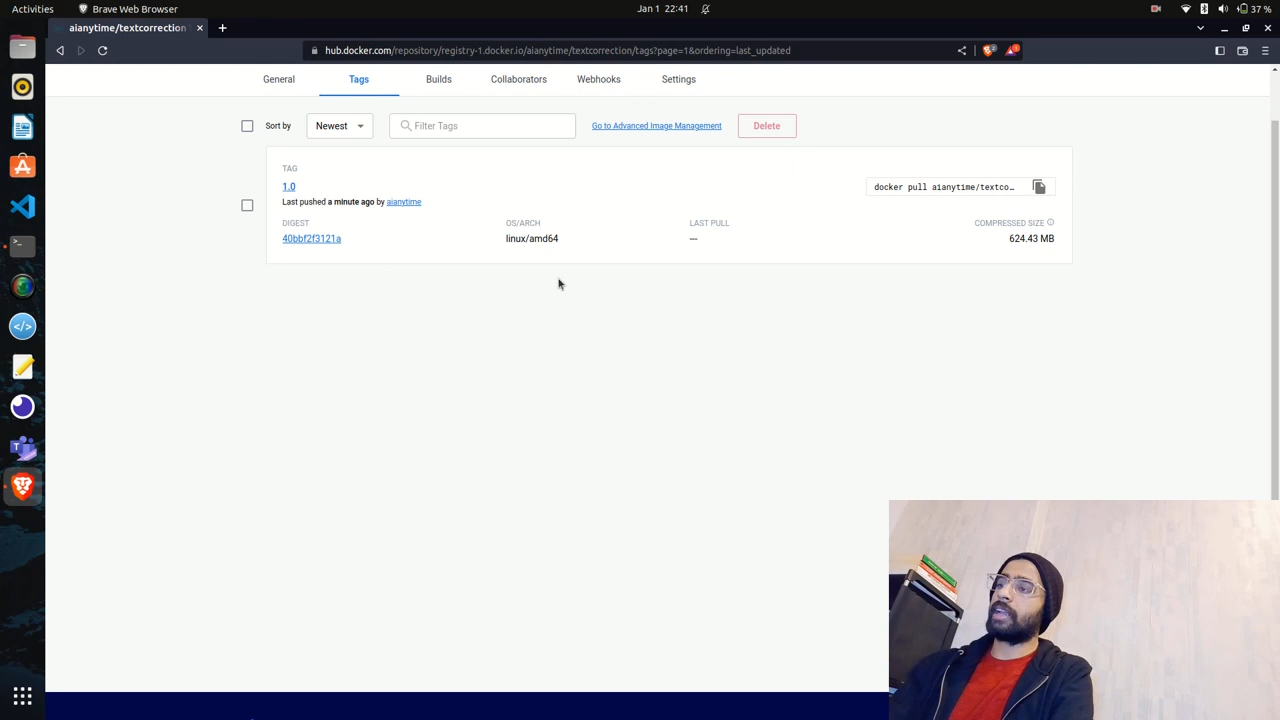 Activities
Brave Web Browser
Jan 1 22:41
37 %
aianytime/textcorrection
hub.docker.com/repository/registry-1.docker.io/aianytime/textcorrection/tags?page=1&ordering=last_updated
General
Tags
Builds
Collaborators
Webhooks
Settings
Sort by
Newest
Filter Tags
Go to Advanced Image Management
Delete
TAG
1.0
docker pull aianytime/textco…
Last pushed a minute ago by aianytime
DIGEST
OS/ARCH
LAST PULL
COMPRESSED SIZE
40bbf2f3121a
linux/amd64
---
624.43 MB